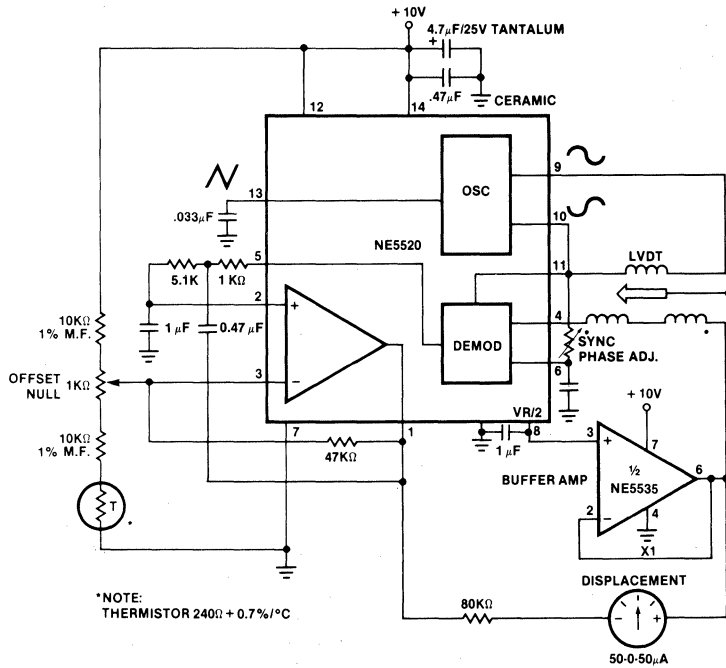 + 10V
4.7µF/25V TANTALUM
+
.47µF
CERAMIC
12
14
OSC
9
13
10
.033µF
NE5520
11
LVDT
5
5.1K
1 KΩ
2
+
4
DEMOD
*
SYNC
PHASE ADJ.
10KΩ
1% M.F.
1 µF
0.47µF
6
OFFSET
NULL
1KΩ
3
–
+ 10V
VR/2
7
1
8
10KΩ
1% M.F.
47KΩ
1 µF
3
+
7
BUFFER AMP
½
NE5535
6
2
–
4
T
*
X1
DISPLACEMENT
*NOTE:
THERMISTOR 240Ω + 0.7%/°C
80KΩ
– +
50-0-50µA